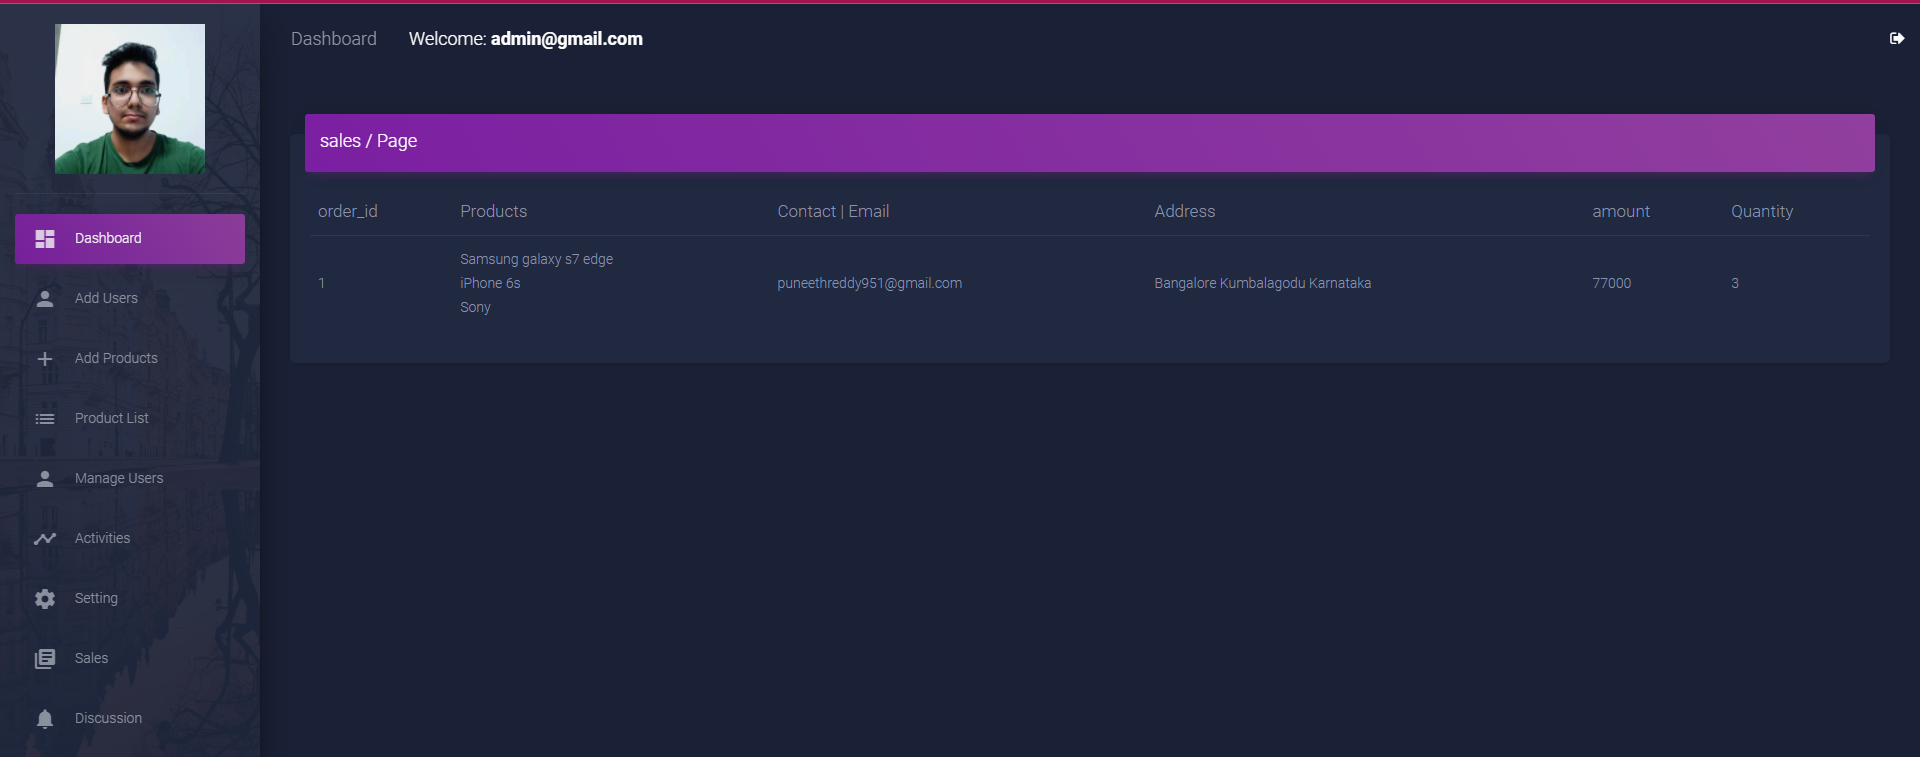 Dashboard Welcome: admin@gmail.com
sales / Page
order_id Products Contact | Email Address amount Quantity
Samsung galaxy s7 edge
1 iPhone 6s puneethreddy951@gmail.com Bangalore Kumbalagodu Karnataka 77000 3
Sony
Dashboard
Add Users
Add Products
Product List
Manage Users
Activities
Setting
Sales
Discussion